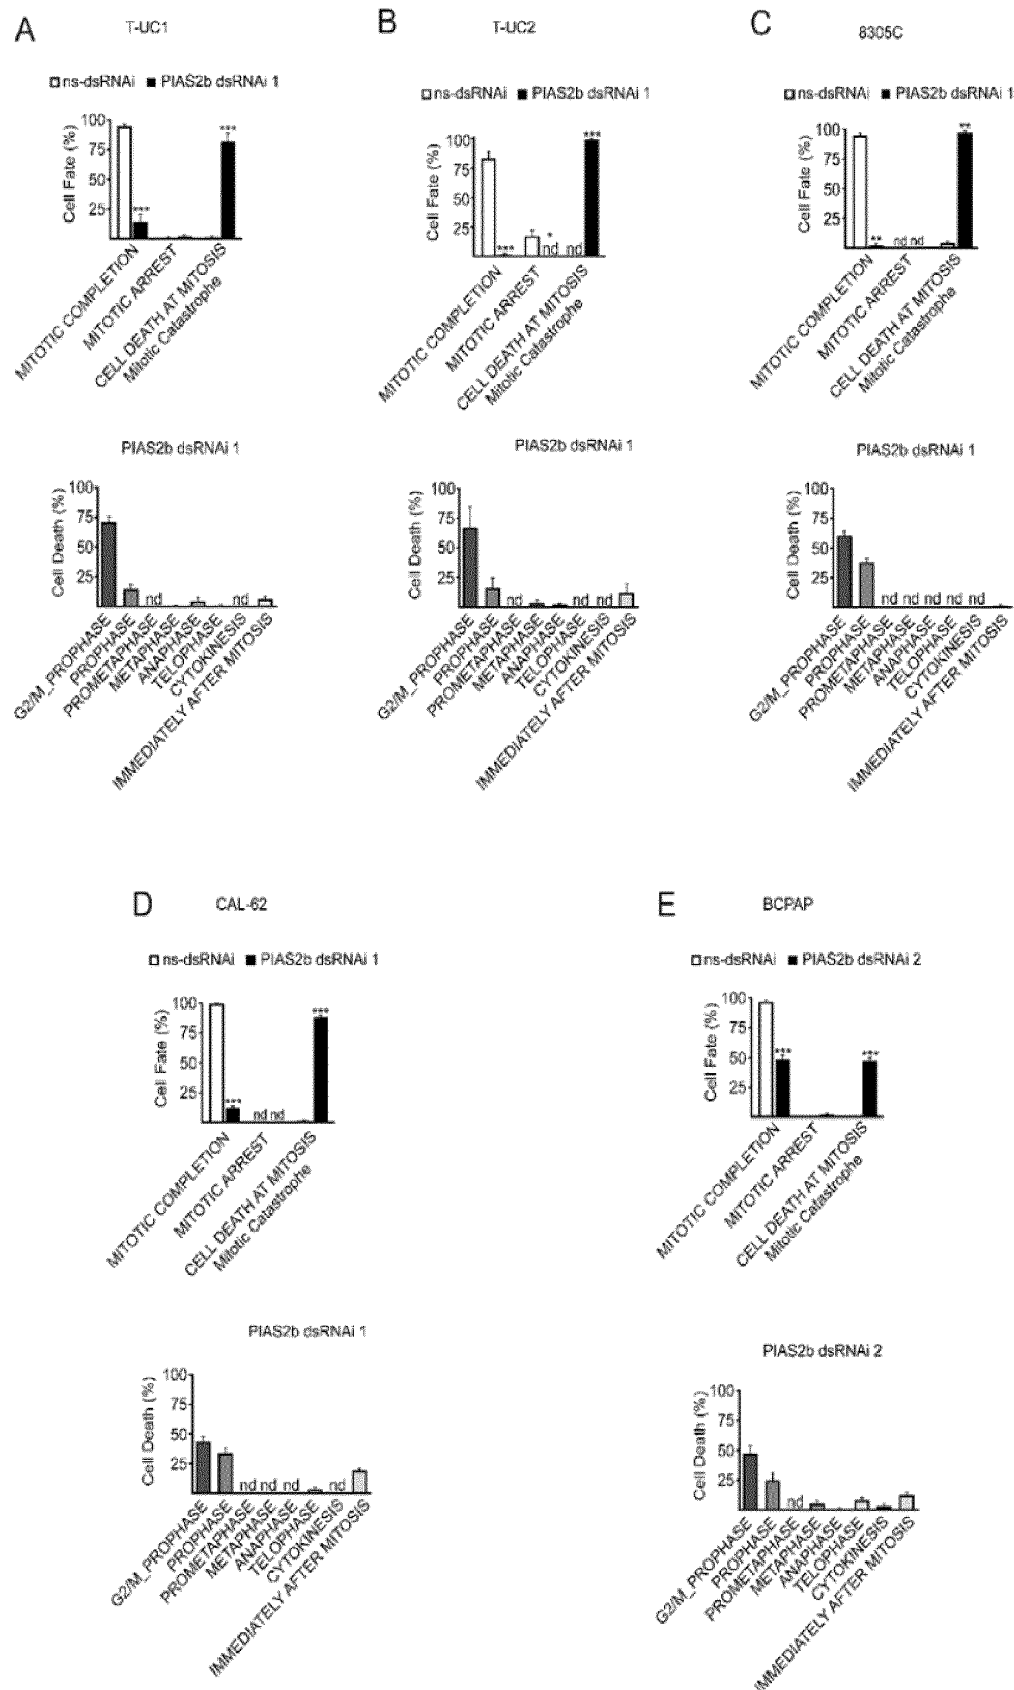 A
T-UC1
ns-dsRNAi PIAS2b dsRNAi 1
Cell Fate (%)
100
75
50
25
***
***
MITOTIC COMPLETION
MITOTIC ARREST
CELL DEATH AT MITOSIS
Mitotic Catastrophe
PIAS2b dsRNAi 1
Cell Death (%)
100
75
50
25
nd
nd
G2/M_PROPHASE
PROPHASE
PROMETAPHASE
METAPHASE
ANAPHASE
TELOPHASE
CYTOKINESIS
IMMEDIATELY AFTER MITOSIS
B
T-UC2
ns-dsRNAi PIAS2b dsRNAi 1
Cell Fate (%)
100
75
50
25
***
*
*
nd nd
***
MITOTIC COMPLETION
MITOTIC ARREST
CELL DEATH AT MITOSIS
Mitotic Catastrophe
PIAS2b dsRNAi 1
Cell Death (%)
100
75
50
25
nd
nd nd
G2/M_PROPHASE
PROPHASE
PROMETAPHASE
METAPHASE
ANAPHASE
TELOPHASE
CYTOKINESIS
IMMEDIATELY AFTER MITOSIS
C
8305C
ns-dsRNAi PIAS2b dsRNAi 1
Cell Fate (%)
100
75
50
25
**
nd nd
**
MITOTIC COMPLETION
MITOTIC ARREST
CELL DEATH AT MITOSIS
Mitotic Catastrophe
PIAS2b dsRNAi 1
Cell Death (%)
100
75
50
25
nd nd nd nd nd
G2/M_PROPHASE
PROPHASE
PROMETAPHASE
METAPHASE
ANAPHASE
TELOPHASE
CYTOKINESIS
IMMEDIATELY AFTER MITOSIS
D
CAL-62
ns-dsRNAi PIAS2b dsRNAi 1
Cell Fate (%)
100
75
50
25
***
nd nd
***
MITOTIC COMPLETION
MITOTIC ARREST
CELL DEATH AT MITOSIS
Mitotic Catastrophe
PIAS2b dsRNAi 1
Cell Death (%)
100
75
50
25
nd nd nd
nd
G2/M_PROPHASE
PROPHASE
PROMETAPHASE
METAPHASE
ANAPHASE
TELOPHASE
CYTOKINESIS
IMMEDIATELY AFTER MITOSIS
E
BCPAP
ns-dsRNAi PIAS2b dsRNAi 2
Cell Fate (%)
100
75
50
25
***
***
MITOTIC COMPLETION
MITOTIC ARREST
CELL DEATH AT MITOSIS
Mitotic Catastrophe
PIAS2b dsRNAi 2
Cell Death (%)
100
75
50
25
nd
G2/M_PROPHASE
PROPHASE
PROMETAPHASE
METAPHASE
ANAPHASE
TELOPHASE
CYTOKINESIS
IMMEDIATELY AFTER MITOSIS